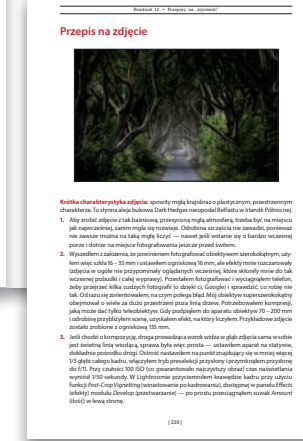 Rozdział 12 • Przepisy na „życiówki”
Przepis na zdjęcie
Krótka charakterystyka zdjęcia: spowity mgłą krajobraz o plastycznym, przestrzennym
charakterze. To słynna aleja bukowa Dark Hedges nieopodal Belfastu w Irlandii Północnej.
1. Aby zrobić zdjęcie z tak baśniową, przesyconą mgłą atmosferą, trzeba być na miejscu
jak najwcześniej, zanim mgła się rozwieje. Odrobina szczęścia nie zawadzi, ponieważ
nie zawsze można na taką mgłę liczyć — nawet jeśli wstanie się o bardzo wczesnej
porze i dotrze na miejsce fotografowania jeszcze przed świtem.
2. Wyszedłem z założenia, że powinienem fotografować obiektywem szerokokątnym, uży-
łem więc szkła 16 – 35 mm i ustawiłem ogniskową 16 mm, ale efekty mnie rozczarowały
(zdjęcia w ogóle nie przypominały oglądanych wcześniej, które skłoniły mnie do tak
wczesnej pobudki i całej wyprawy). Przestałem fotografować i wyciągnąłem telefon,
żeby przejrzeć kilka cudzych fotografii (o dzięki ci, Google) i sprawdzić, co robię nie
tak. Od razu się zorientowałem, na czym polega błąd. Mój obiektyw superszerokokątny
obejmował o wiele za dużo przestrzeni poza linią drzew. Potrzebowałem kompresji,
jaką może dać tylko teleobiektyw. Gdy podpiąłem do aparatu obiektyw 70 – 200 mm
i odrobinę przybliżyłem scenę, uzyskałem efekt, na który liczyłem. Przykładowe zdjęcie
zostało zrobione z ogniskową 135 mm.
3. Jeśli chodzi o kompozycję, droga prowadząca wzrok widza w głąb zdjęcia sama w sobie
jest świetną linią wiodącą, sprawa była więc prosta — ustawiłem aparat na statywie,
dokładnie pośrodku drogi. Ostrość nastawiłem na punkt znajdujący się w mniej więcej
1/3 głębi całego kadru, włączyłem tryb preselekcji przysłony i przymknąłem przysłonę
do f/11. Przy czułości 100 ISO (co gwarantowało najczystszy obraz) czas naświetlania
wyniósł 1/50 sekundy. W Lightroomie przyciemniłem krawędzie kadru przy użyciu
funkcji Post-Crop Vignetting (winietowanie po kadrowaniu), dostępnej w panelu Effects
(efekty) modułu Develop (przetwarzanie) — po prostu przeciągnąłem suwak Amount
(ilość) w lewą stronę.
| 220 |